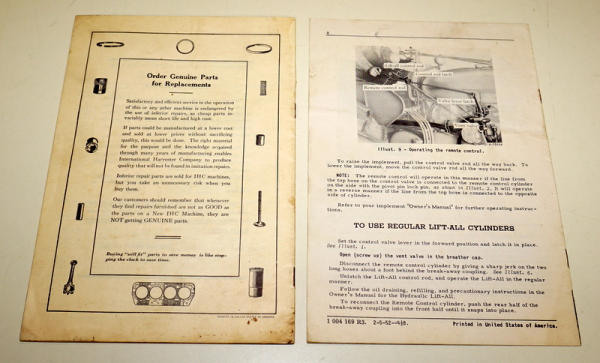 Order Genuine Parts
for Replacements
Satisfactory and efficient service in the operation
of this or any other machine is endangered by
the use of inferior repairs, as cheap parts in-
variably mean short life and high cost.
If parts could be manufactured at a lower cost
and sold at lower prices without sacrificing
quality, this would be done. The right material
for the purpose and the knowledge acquired
through many years of manufacturing enables
International Harvester Company to produce
quality that will not be found in imitation repairs.
Inferior repair parts are sold for IHC machines,
but you take an unnecessary risk when you
buy them.
Our customers should remember that whenever
they find repairs furnished are not as GOOD as
the parts on a New IHC Machine, they are
NOT getting GENUINE parts.
Buying "will fit" parts to save money is like stop-
ping the clock to save time.
Lift-all control rod
Control rod latch
Remote control rod
Valve lever latch
Illust. 5 - Operating the remote control.
To raise the implement, pull the control valve rod all the way back. To
lower the implement, move the control valve rod all the way forward.
NOTE: The remote control will operate in this manner if the line from
the top hose on the control valve is connected to the remote control cylinder
on the side with the pivot pin lock pin, as shown in Illust. 2. It will operate
in a reverse manner if the line from the top hose is connected to the opposite
side of cylinder.
Refer to your implement "Owner's Manual" for further operating instruc-
tions.
TO USE REGULAR LIFT-ALL CYLINDERS
Set the control valve lever in the forward position and latch it in place.
See Illust. 1.
Open (screw up) the vent valve in the breather cap.
Disconnect the remote control cylinder by giving a sharp jerk on the two
long hoses about a foot behind the break-away coupling. See Illust. 6.
Unlatch the Lift-All control rod, and operate the Lift-All in the regular
manner.
Follow the oil draining, refilling, and precautionary instructions in the
Owner's Manual for the Hydraulic Lift-All.
To reconnect the Remote Control cylinder, push the rear half of the
break-away coupling into the front half until it snaps into place.
1 004 169 R3. 2-5-52
Printed in United States of America.